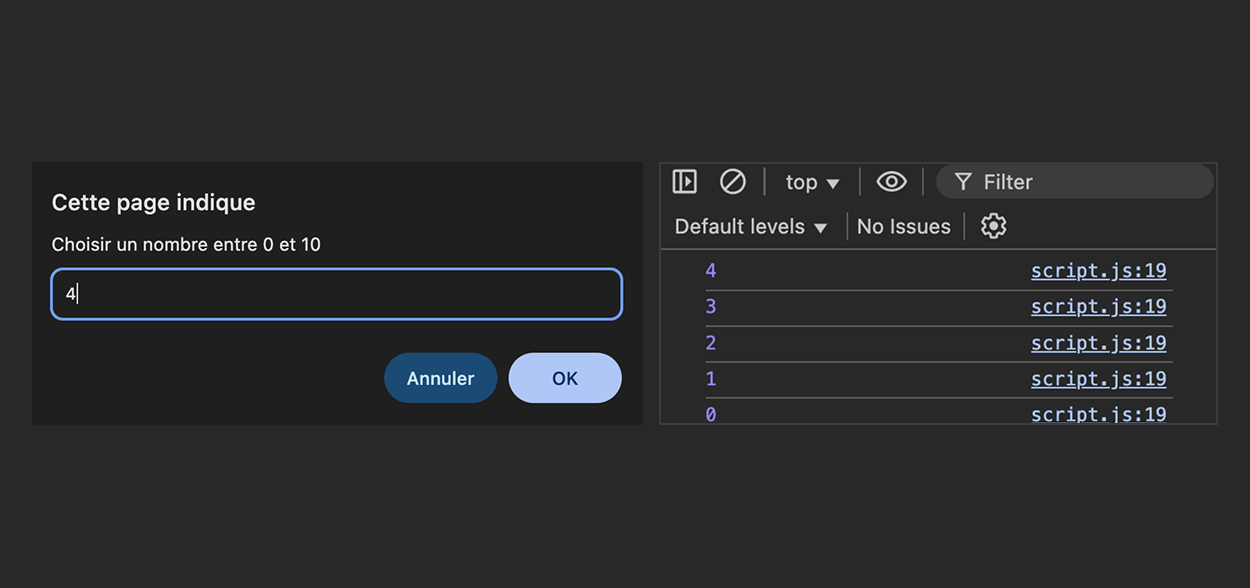 Cette page indique
Choisir un nombre entre 0 et 10
4
Annuler OK
top Filter
Default levels No Issues
4 script.js:19
3 script.js:19
2 script.js:19
1 script.js:19
0 script.js:19